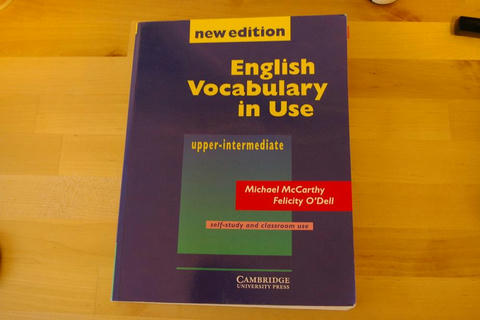 new edition
English
Vocabulary
in Use
upper-intermediate
Michael McCarthy
Felicity O'Dell
self-study and classroom use
CAMBRIDGE
UNIVERSITY PRESS